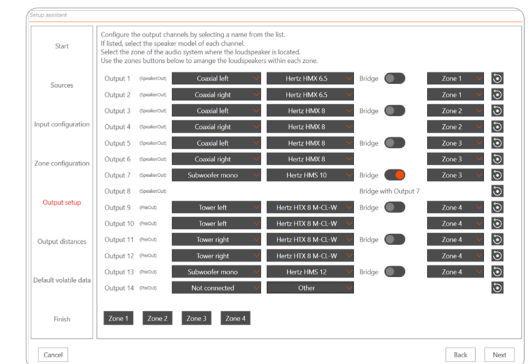 Setup assistant
Configure the output channels by selecting a name from the list.
If listed, select the speaker model of each channel.
Select the zone of the audio system where the loudspeaker is located.
Use the zones buttons below to arrange the loudspeakers within each zone.
Start
Sources
Input configuration
Zone configuration
Output setup
Output distances
Default volatile data
Finish
Output 1 (SpeakerOut) Coaxial left Hertz HMX 6.5 Bridge Zone 1
Output 2 (SpeakerOut) Coaxial right Hertz HMX 6.5 Zone 1
Output 3 (SpeakerOut) Coaxial left Hertz HMX 8 Bridge Zone 2
Output 4 (SpeakerOut) Coaxial right Hertz HMX 8 Zone 2
Output 5 (SpeakerOut) Coaxial left Hertz HMX 8 Bridge Zone 3
Output 6 (SpeakerOut) Coaxial right Hertz HMX 8 Zone 3
Output 7 (SpeakerOut) Subwoofer mono Hertz HMS 10 Bridge Zone 3
Output 8 (SpeakerOut) Bridge with Output 7
Output 9 (PreOut) Tower left Hertz HTX 8 M-CL-W Bridge Zone 4
Output 10 (PreOut) Tower left Hertz HTX 8 M-CL-W Zone 4
Output 11 (PreOut) Tower right Hertz HTX 8 M-CL-W Bridge Zone 4
Output 12 (PreOut) Tower right Hertz HTX 8 M-CL-W Zone 4
Output 13 (PreOut) Subwoofer mono Hertz HMS 12 Bridge Zone 4
Output 14 (PreOut) Not connected Other
Zone 1 Zone 2 Zone 3 Zone 4
Cancel Back Next